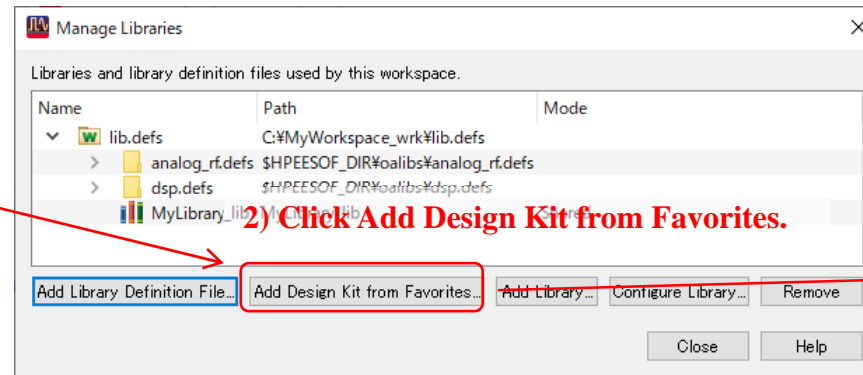 Manage Libraries
Libraries and library definition files used by this workspace.
Name Path Mode
lib.defs C:¥MyWorkspace_wrk¥lib.defs
analog_rf.defs $HPEESOF_DIR¥oalibs¥analog_rf.defs
dsp.defs $HPEESOF_DIR¥oalibs¥dsp.defs
MyLibrary_lib MyLibrary_lib Shared
2) Click Add Design Kit from Favorites.
Add Library Definition File... Add Design Kit from Favorites... Add Library... Configure Library... Remove
Close Help